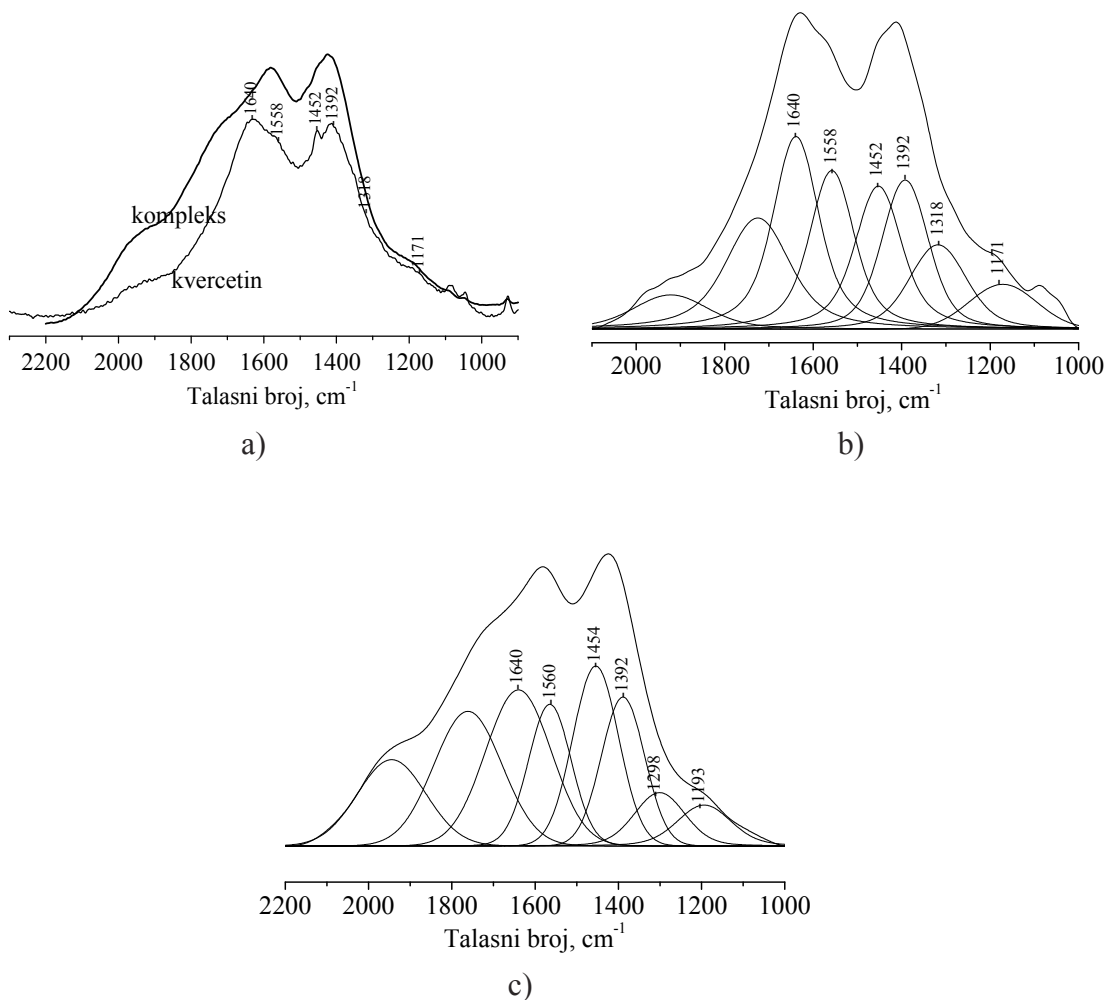 1640
1558
1452
1392
1318
1171
kompleks
kvercetin
2200 2000 1800 1600 1400 1200 1000
Talasni broj, cm⁻¹
a)
1640
1558
1452
1392
1318
1171
2000 1800 1600 1400 1200 1000
Talasni broj, cm⁻¹
b)
1640
1560
1454
1392
1298
1193
2200 2000 1800 1600 1400 1200 1000
Talasni broj, cm⁻¹
c)